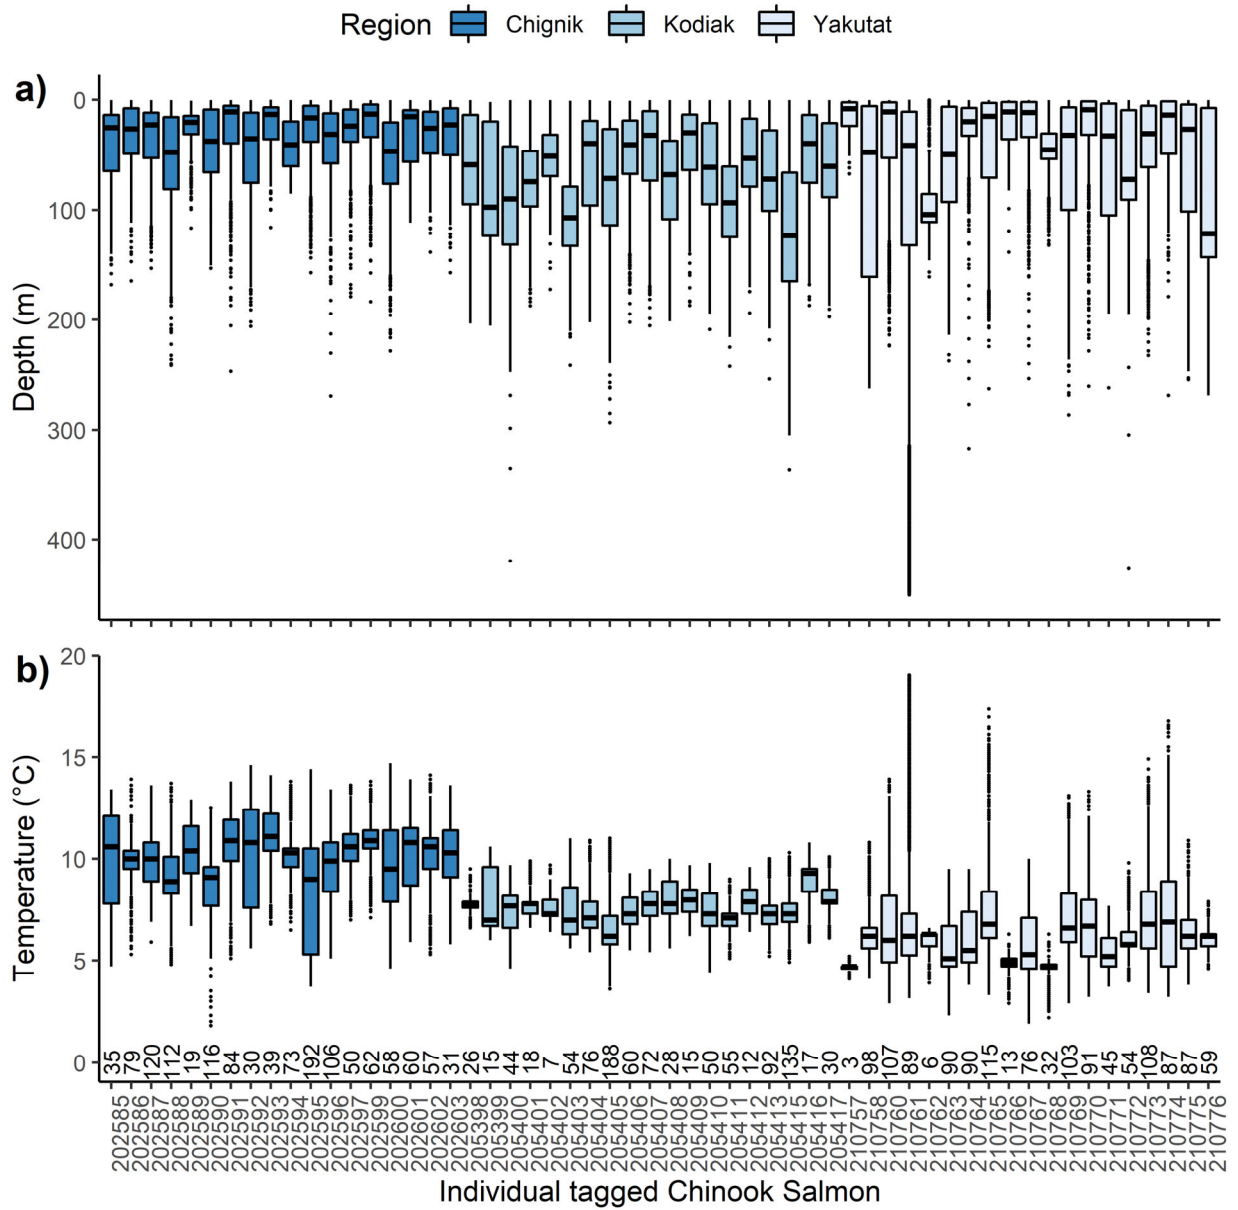 Region Chignik Kodiak Yakutat
a)
0
100
200
300
400
Depth (m)
b)
20
15
10
5
0
Temperature (°C)
35 79 120 112 19 116 84 30 39 73 192 106 50 62 58 60 57 31 26 15 44 18 7 54 76 188 60 72 28 15 50 55 12 92 135 17 30 3 98 107 89 6 90 90 115 13 76 32 103 91 45 54 108 87 87 59
202585 202586 202587 202588 202589 202590 202591 202592 202593 202594 202595 202596 202597 202599 202600 202601 202602 202603 205398 205399 205400 205401 205402 205403 205404 205405 205406 205407 205408 205409 205410 205411 205412 205413 205415 205416 205417 210757 210758 210760 210761 210762 210763 210764 210765 210766 210767 210768 210769 210770 210771 210772 210773 210774 210775 210776
Individual tagged Chinook Salmon